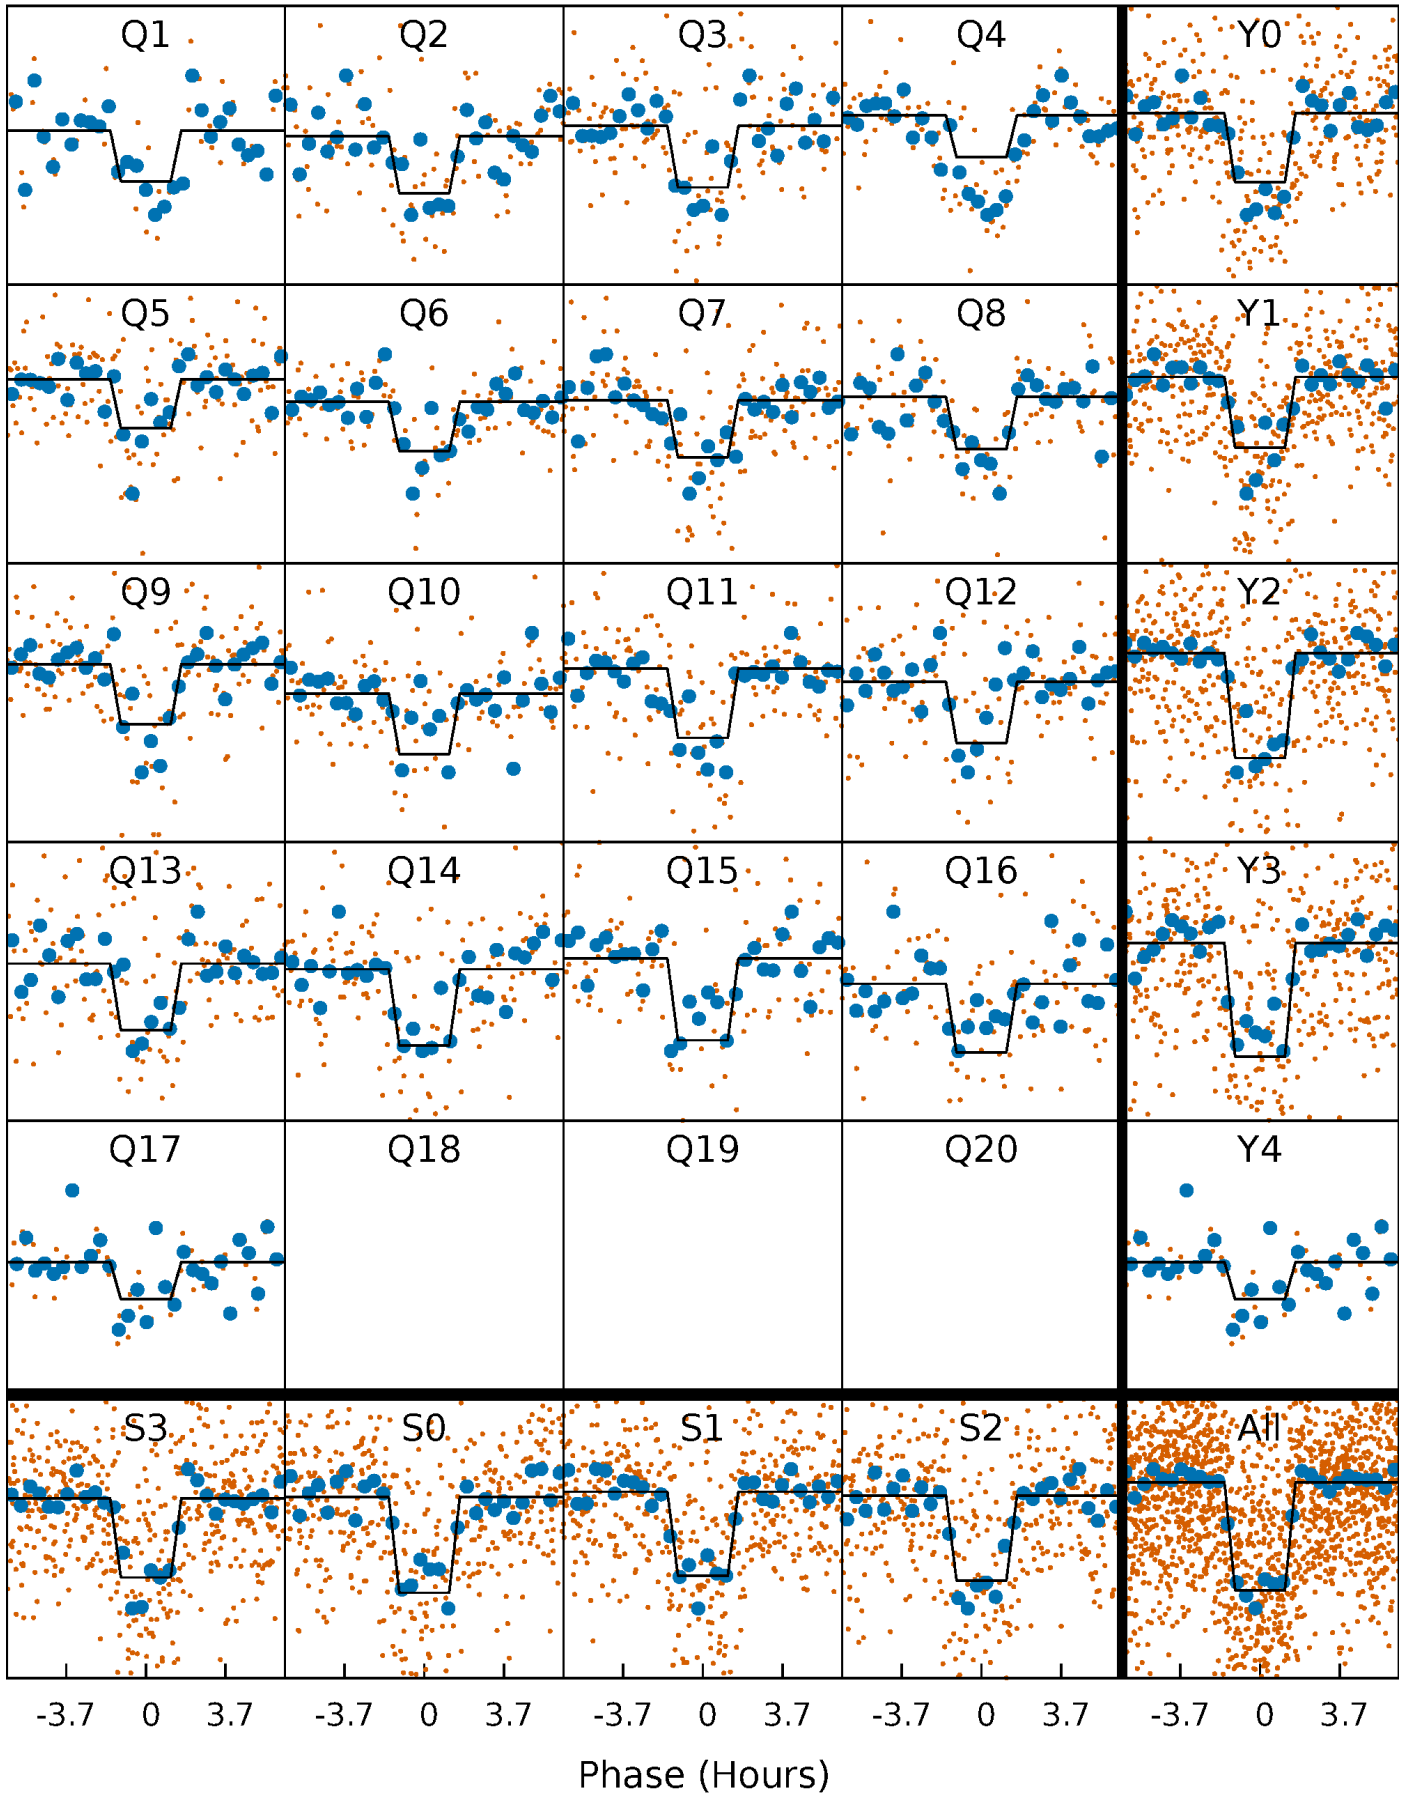 Q1 Q2 Q3 Q4 Y0
Q5 Q6 Q7 Q8 Y1
Q9 Q10 Q11 Q12 Y2
Q13 Q14 Q15 Q16 Y3
Q17 Q18 Q19 Q20 Y4
S3 S0 S1 S2 All
-3.7 0 3.7 -3.7 0 3.7 -3.7 0 3.7 -3.7 0 3.7 -3.7 0 3.7
Phase (Hours)